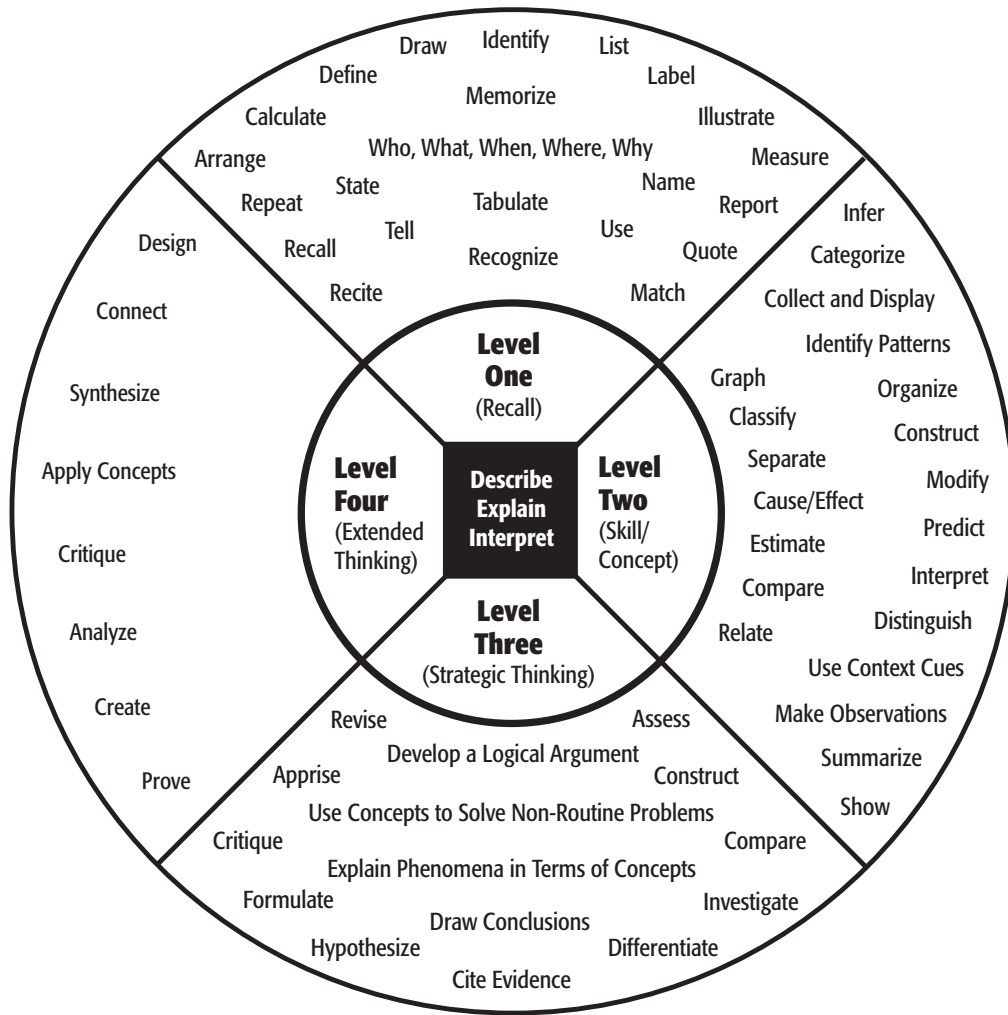 Draw
Identify
List
Define
Label
Memorize
Calculate
Illustrate
Who, What, When, Where, Why
Arrange
Measure
State
Name
Repeat
Tabulate
Report
Tell
Use
Recall
Recognize
Quote
Recite
Match
Infer
Categorize
Collect and Display
Identify Patterns
Graph
Organize
Classify
Construct
Separate
Modify
Cause/Effect
Predict
Estimate
Interpret
Compare
Distinguish
Relate
Use Context Cues
Make Observations
Summarize
Show
Revise
Assess
Develop a Logical Argument
Apprise
Construct
Use Concepts to Solve Non-Routine Problems
Critique
Compare
Explain Phenomena in Terms of Concepts
Formulate
Investigate
Draw Conclusions
Hypothesize
Differentiate
Cite Evidence
Design
Connect
Synthesize
Apply Concepts
Critique
Analyze
Create
Prove
Level
One
(Recall)
Level
Two
(Skill/
Concept)
Level
Three
(Strategic Thinking)
Level
Four
(Extended
Thinking)
Describe
Explain
Interpret